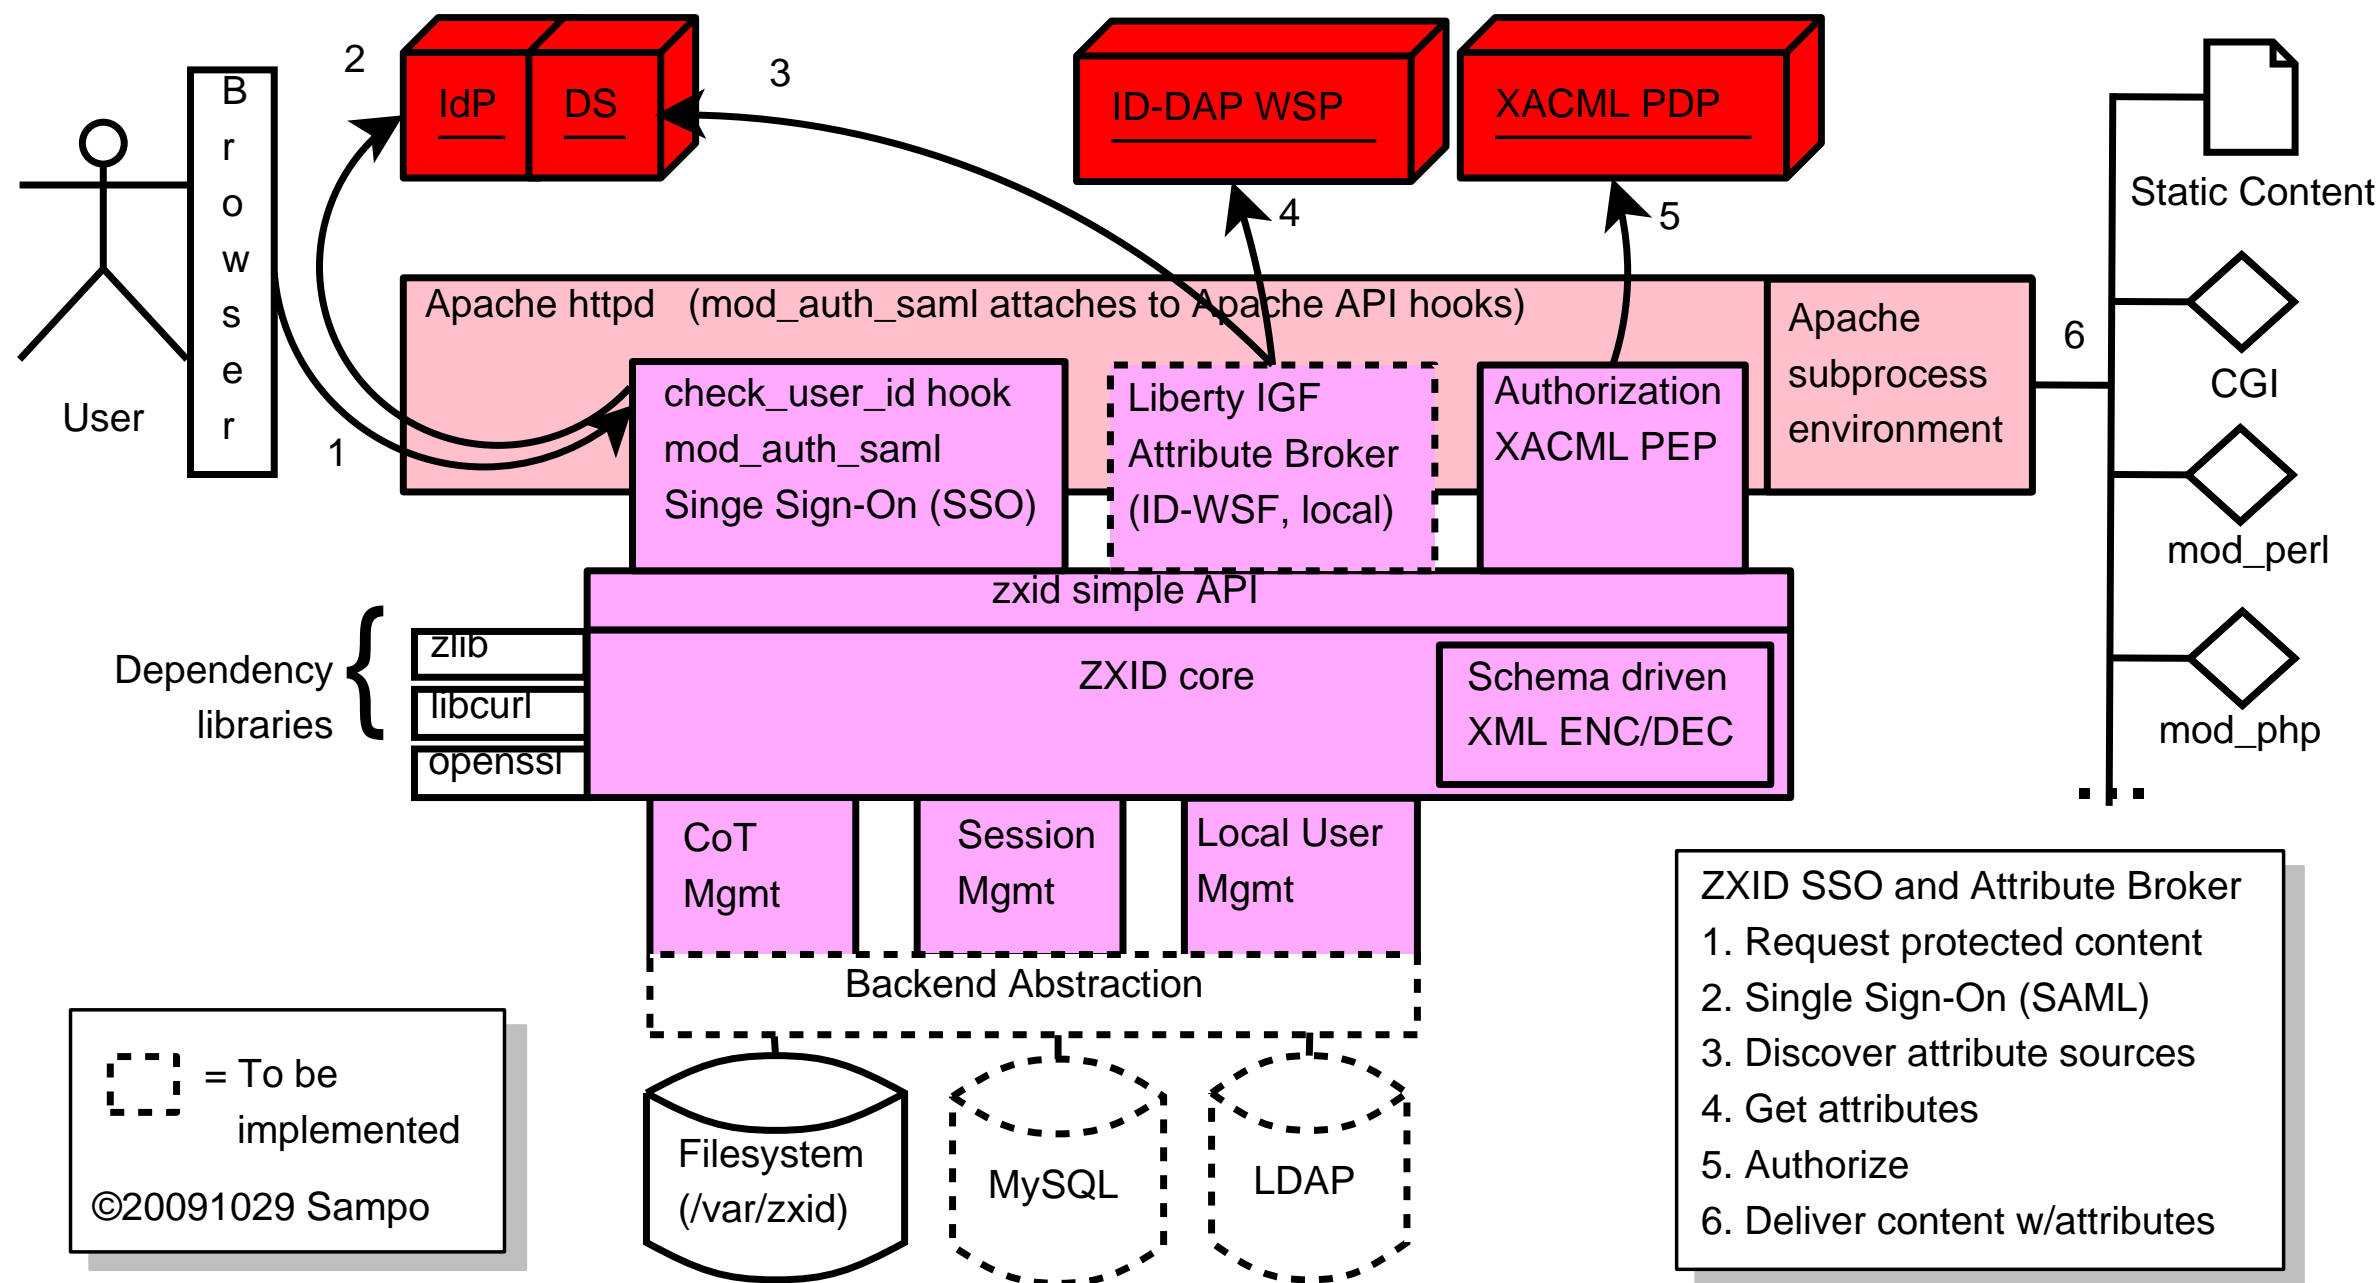 2
3
IdP
DS
ID-DAP WSP
XACML PDP
Browser
User
1
4
5
6
Static Content
CGI
mod_perl
mod_php
...
Apache httpd (mod_auth_saml attaches to Apache API hooks)
Apache
subprocess
environment
check_user_id hook
mod_auth_saml
Singe Sign-On (SSO)
Liberty IGF
Attribute Broker
(ID-WSF, local)
Authorization
XACML PEP
zxid simple API
Dependency
libraries
{
zlib
libcurl
openssl
ZXID core
Schema driven
XML ENC/DEC
CoT
Mgmt
Session
Mgmt
Local User
Mgmt
Backend Abstraction
Filesystem
(/var/zxid)
MySQL
LDAP
= To be
implemented
©20091029 Sampo
ZXID SSO and Attribute Broker
1. Request protected content
2. Single Sign-On (SAML)
3. Discover attribute sources
4. Get attributes
5. Authorize
6. Deliver content w/attributes